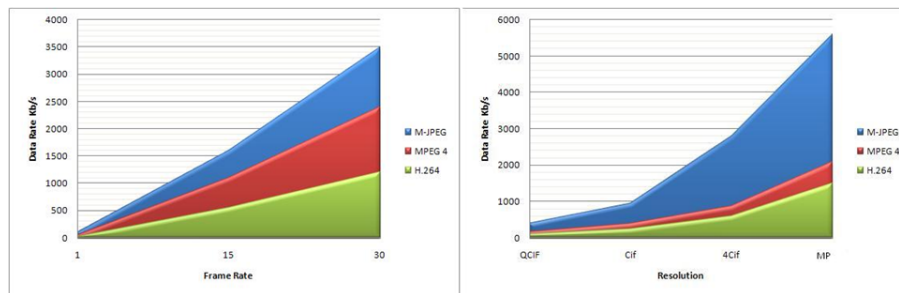 4000
3500
3000
2500
2000
1500
1000
500
0
Data Rate Kb/s
1
15
30
Frame Rate
M-JPEG
MPEG 4
H.264
6000
5000
4000
3000
2000
1000
0
Data Rate Kb/s
QCIF
Cif
4Cif
MP
Resolution
M-JPEG
MPEG 4
H.264